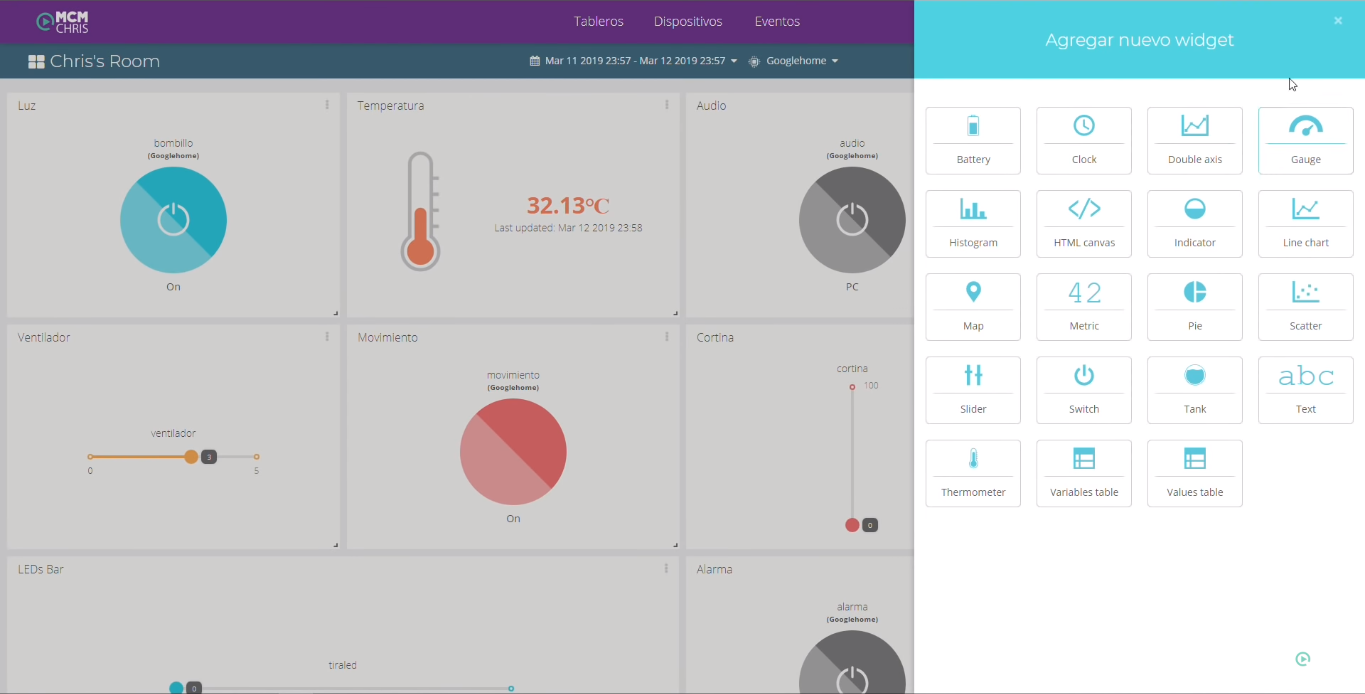 MCM
CHRIS
Tableros
Dispositivos
Eventos
Chris's Room
Mar 11 2019 23:57 - Mar 12 2019 23:57
Googlehome
Luz
bombillo
(Googlehome)
On
Temperatura
32.13°C
Last updated: Mar 12 2019 23:58
Audio
audio
(Googlehome)
PC
Ventilador
ventilador
3
0
5
Movimiento
movimiento
(Googlehome)
On
Cortina
cortina
100
0
LEDs Bar
tiraled
0
Alarma
alarma
(Googlehome)
×
Agregar nuevo widget
Battery
Clock
Double axis
Gauge
Histogram
</>
HTML canvas
Indicator
Line chart
Map
42
Metric
Pie
Scatter
Slider
Switch
Tank
abc
Text
Thermometer
Variables table
Values table